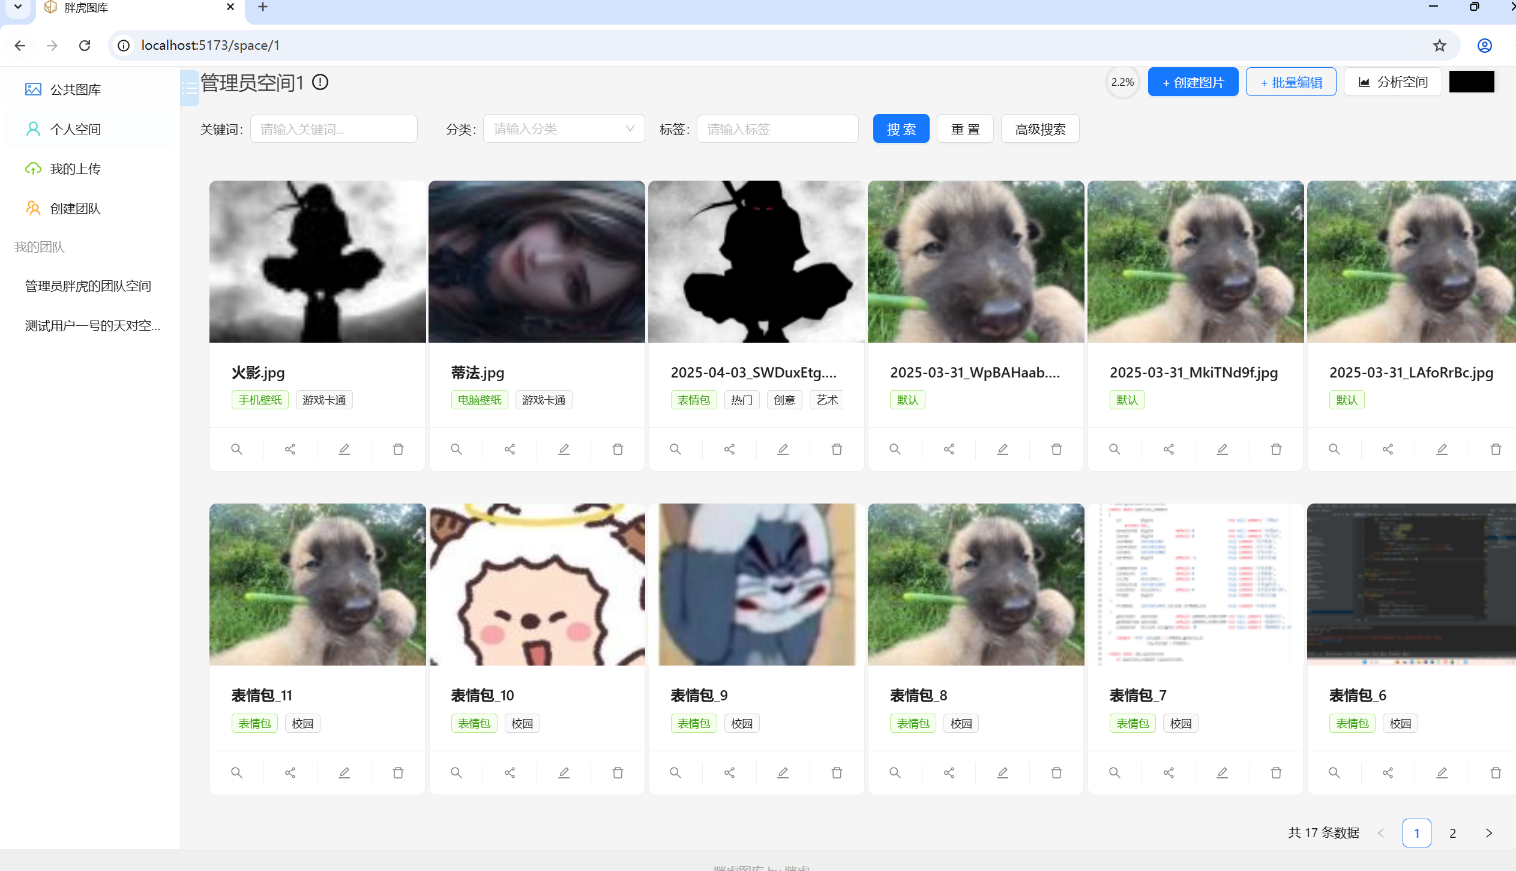 胖虎图库
localhost:5173/space/1
公共图库
个人空间
我的上传
创建团队
我的团队
管理员胖虎的团队空间
测试用户一号的天对空...
管理员空间1
2.2%
+ 创建图片
+ 批量编辑
分析空间
关键词: 请输入关键词... 分类: 请输入分类 标签: 请输入标签 搜 索 重 置 高级搜索
火影.jpg
手机壁纸 游戏卡通
蒂法.jpg
电脑壁纸 游戏卡通
2025-04-03_SWDuxEtg....
表情包 热门 创意 艺术
2025-03-31_WpBAHaab....
默认
2025-03-31_MkiTNd9f.jpg
默认
2025-03-31_LAfoRrBc.jpg
默认
表情包_11
表情包 校园
表情包_10
表情包 校园
表情包_9
表情包 校园
表情包_8
表情包 校园
表情包_7
表情包 校园
表情包_6
表情包 校园
共 17 条数据 1 2